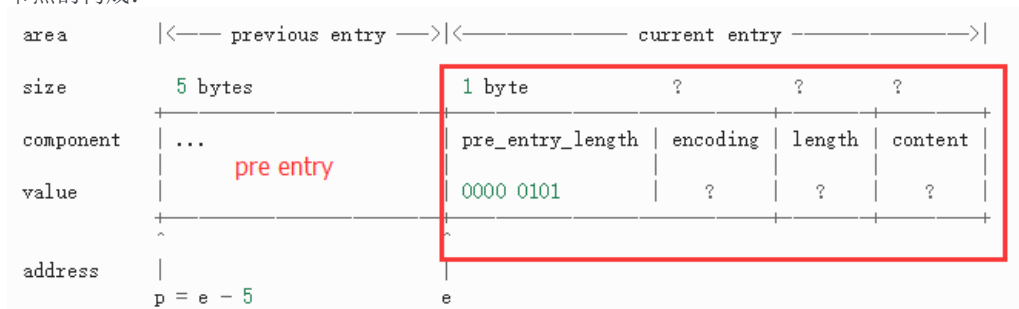 area |<—— previous entry ——>|<—————— current entry ——————>|
size 5 bytes 1 byte ? ? ?
component | ... | pre_entry_length | encoding | length | content |
pre entry
value | | 0000 0101 | ? | ? | ? |
^ ^
address | |
p = e - 5 e